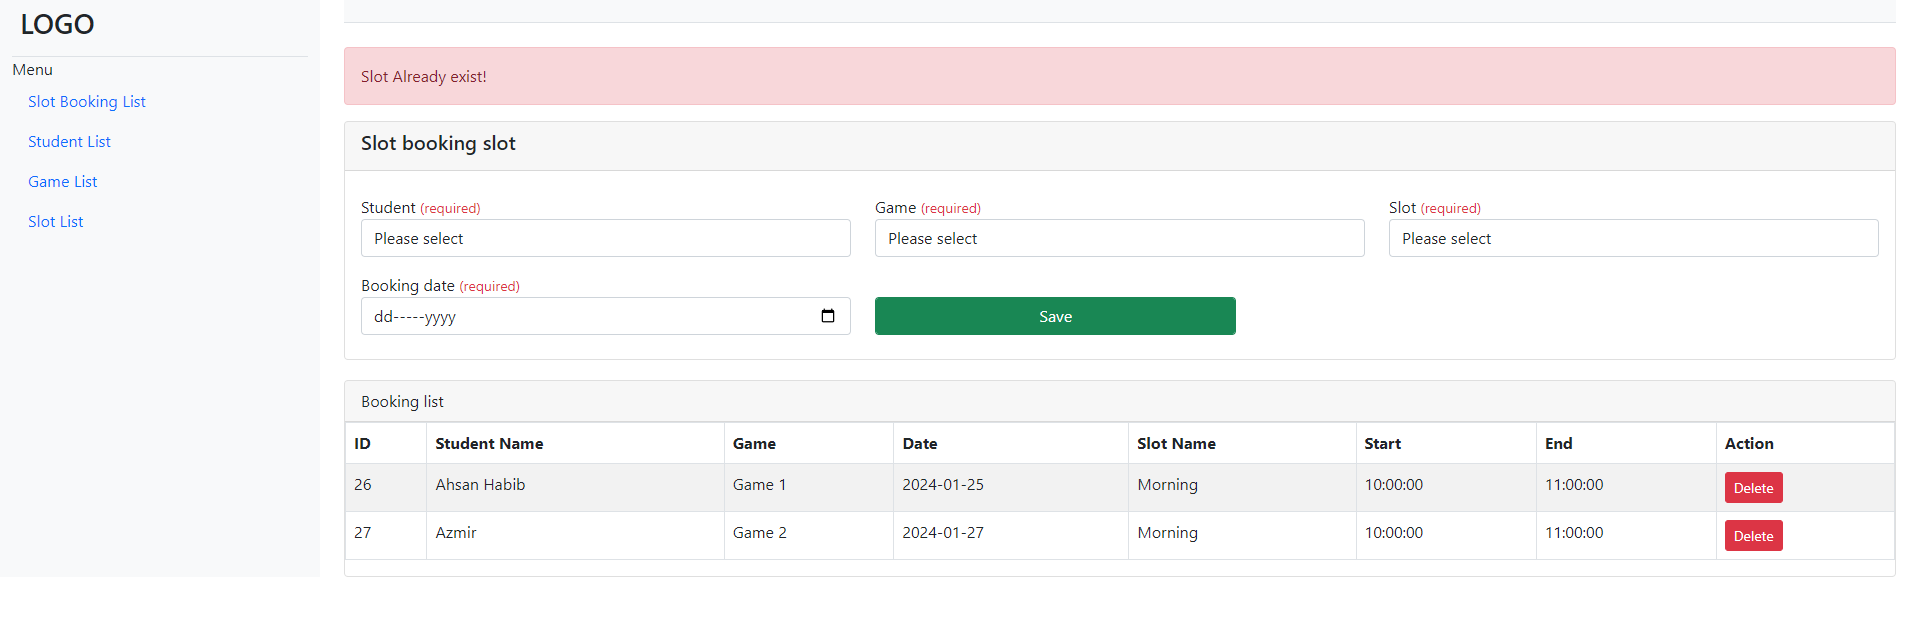 LOGO
Menu
Slot Booking List
Student List
Game List
Slot List
Slot Already exist!
Slot booking slot
Student (required) Game (required) Slot (required)
Please select Please select Please select
Booking date (required)
dd-----yyyy Save
Booking list
ID Student Name Game Date Slot Name Start End Action
26 Ahsan Habib Game 1 2024-01-25 Morning 10:00:00 11:00:00 Delete
27 Azmir Game 2 2024-01-27 Morning 10:00:00 11:00:00 Delete